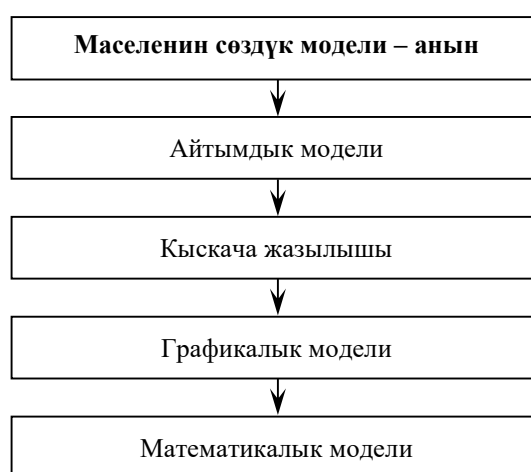 Маселенин сөздүк модели – анын
Айтымдык модели
Кыскача жазылышы
Графикалык модели
Математикалык модели